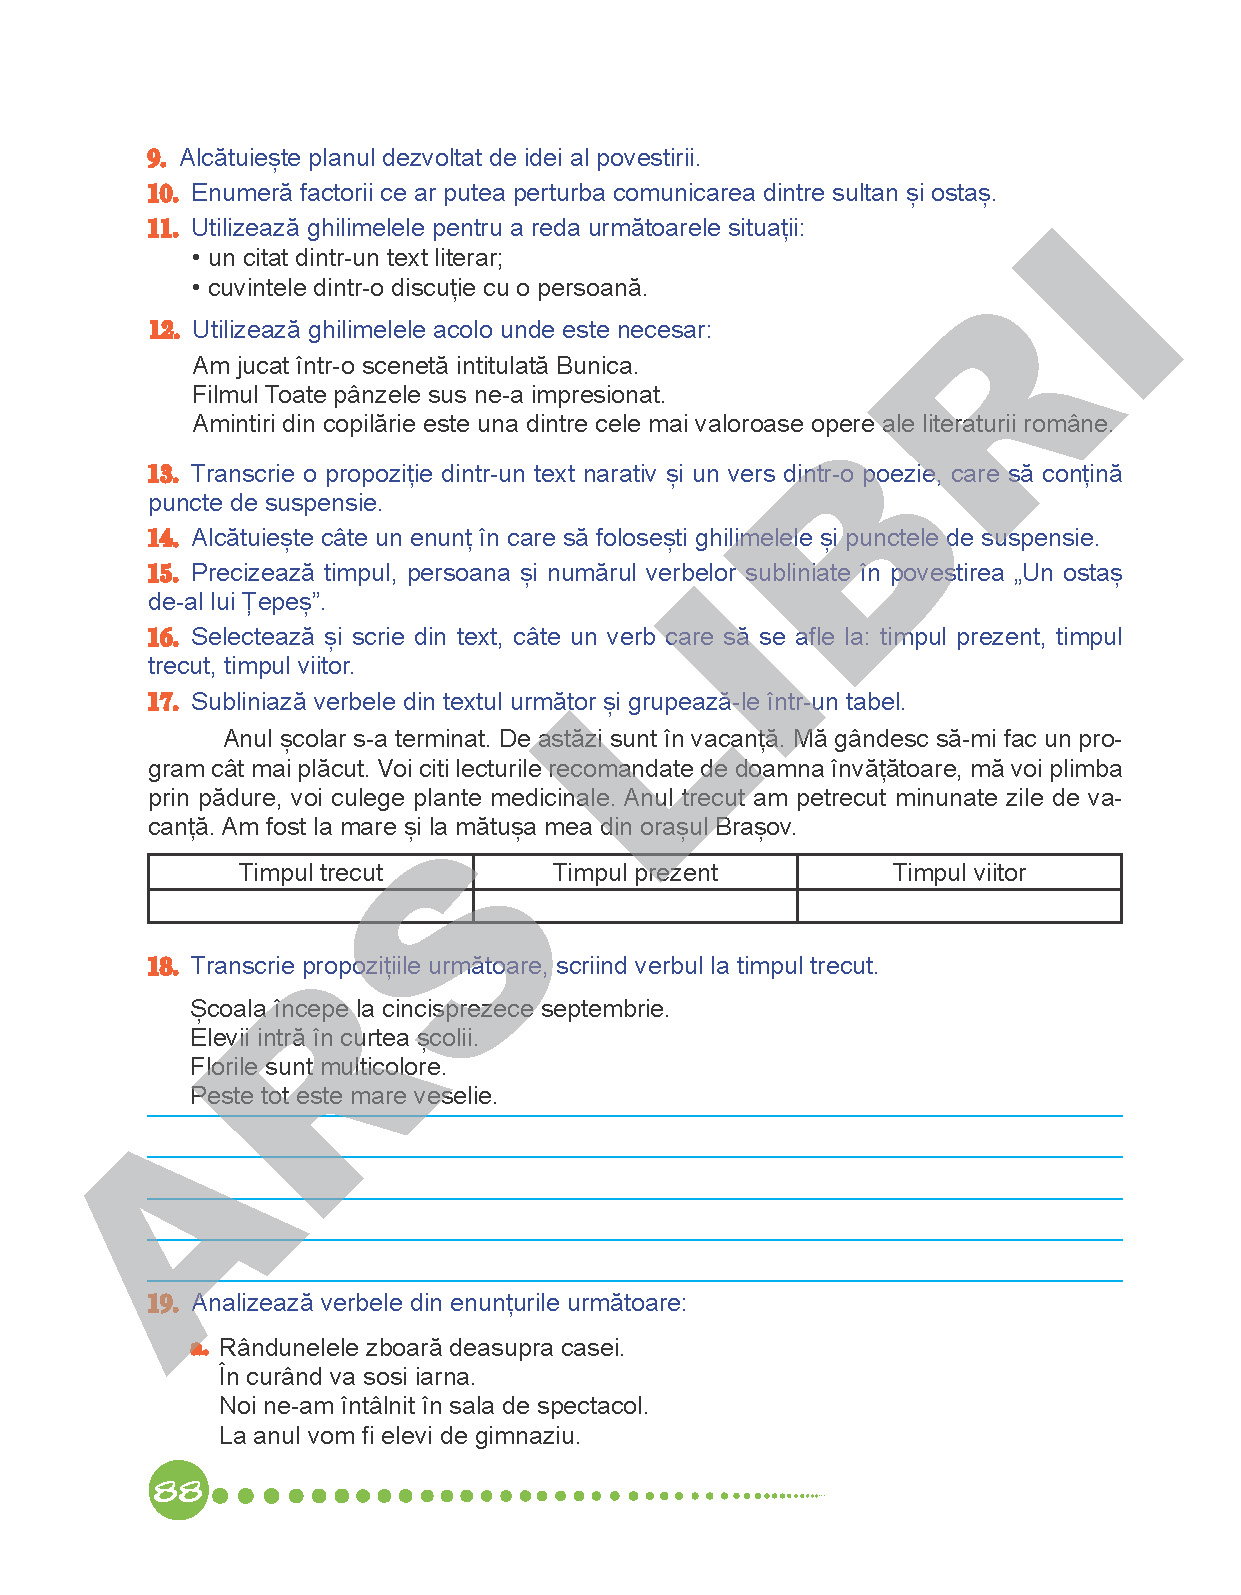 9. Alcătuiește planul dezvoltat de idei al povestirii.
10. Enumeră factorii ce ar putea perturba comunicarea dintre sultan și ostaș.
11. Utilizează ghilimelele pentru a reda următoarele situații:
• un citat dintr-un text literar;
• cuvintele dintr-o discuție cu o persoană.
12. Utilizează ghilimelele acolo unde este necesar:
Am jucat într-o scenetă intitulată Bunica.
Filmul Toate pânzele sus ne-a impresionat.
Amintiri din copilărie este una dintre cele mai valoroase opere ale literaturii române.
13. Transcrie o propoziție dintr-un text narativ și un vers dintr-o poezie, care să conțină
puncte de suspensie.
14. Alcătuiește câte un enunț în care să folosești ghilimelele și punctele de suspensie.
15. Precizează timpul, persoana și numărul verbelor subliniate în povestirea „Un ostaș
de-al lui Țepeș”.
16. Selectează și scrie din text, câte un verb care să se afle la: timpul prezent, timpul
trecut, timpul viitor.
17. Subliniază verbele din textul următor și grupează-le într-un tabel.
Anul școlar s-a terminat. De astăzi sunt în vacanță. Mă gândesc să-mi fac un pro-
gram cât mai plăcut. Voi citi lecturile recomandate de doamna învățătoare, mă voi plimba
prin pădure, voi culege plante medicinale. Anul trecut am petrecut minunate zile de va-
canță. Am fost la mare și la mătușa mea din orașul Brașov.
Timpul trecut Timpul prezent Timpul viitor
18. Transcrie propozițiile următoare, scriind verbul la timpul trecut.
Școala începe la cincisprezece septembrie.
Elevii intră în curtea școlii.
Florile sunt multicolore.
Peste tot este mare veselie.
19. Analizează verbele din enunțurile următoare:
a. Rândunelele zboară deasupra casei.
În curând va sosi iarna.
Noi ne-am întâlnit în sala de spectacol.
La anul vom fi elevi de gimnaziu.
88
ARS LIBRI